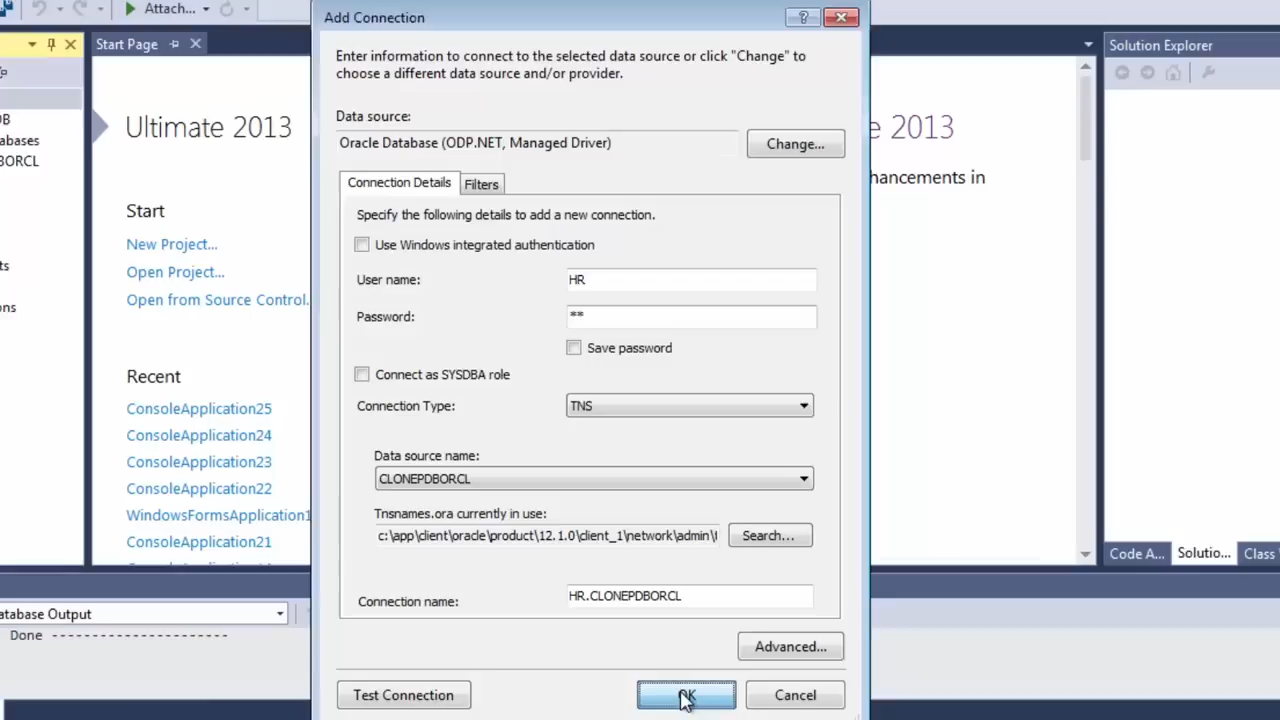 Attach...
Add Connection
?
Start Page
Solution Explorer
Enter information to connect to the selected data source or click "Change" to
choose a different data source and/or provider.
Data source:
Oracle Database (ODP.NET, Managed Driver)
Change...
Ultimate 2013
2013
Connection Details
Filters
Specify the following details to add a new connection.
Use Windows integrated authentication
User name:
HR
Password:
**
Save password
Connect as SYSDBA role
Connection Type:
TNS
Data source name:
CLONEPDBORCL
Tnsnames.ora currently in use:
c:\app\client\oracle\product\12.1.0\client_1\network\admin\t
Search...
Connection name:
HR.CLONEPDBORCL
Advanced...
Test Connection
OK
Cancel
Start
New Project...
Open Project...
Open from Source Control.
Recent
ConsoleApplication25
ConsoleApplication24
ConsoleApplication23
ConsoleApplication22
WindowsFormsApplication1
ConsoleApplication21
hancements in
Code A...
Solutio...
Class
atabase Output
Done ----------------------